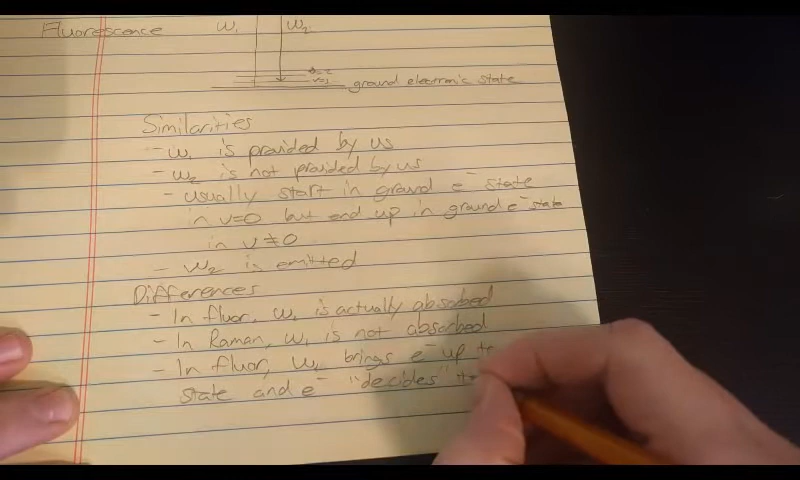 Fluorescence ω₁ ω₂
v=2
v=1
ground electronic state
Similarities
- ω₁ is provided by us
- ω₂ is not provided by us
- usually start in ground e⁻ state
in v=0 but end up in ground e⁻ state
in v≠0
- ω₂ is emitted
Differences
- In fluor, ω₁ is actually absorbed
- In Raman, ω₁ is not absorbed
- In fluor, ω₁ brings e⁻ up to
state and e⁻ "decides"